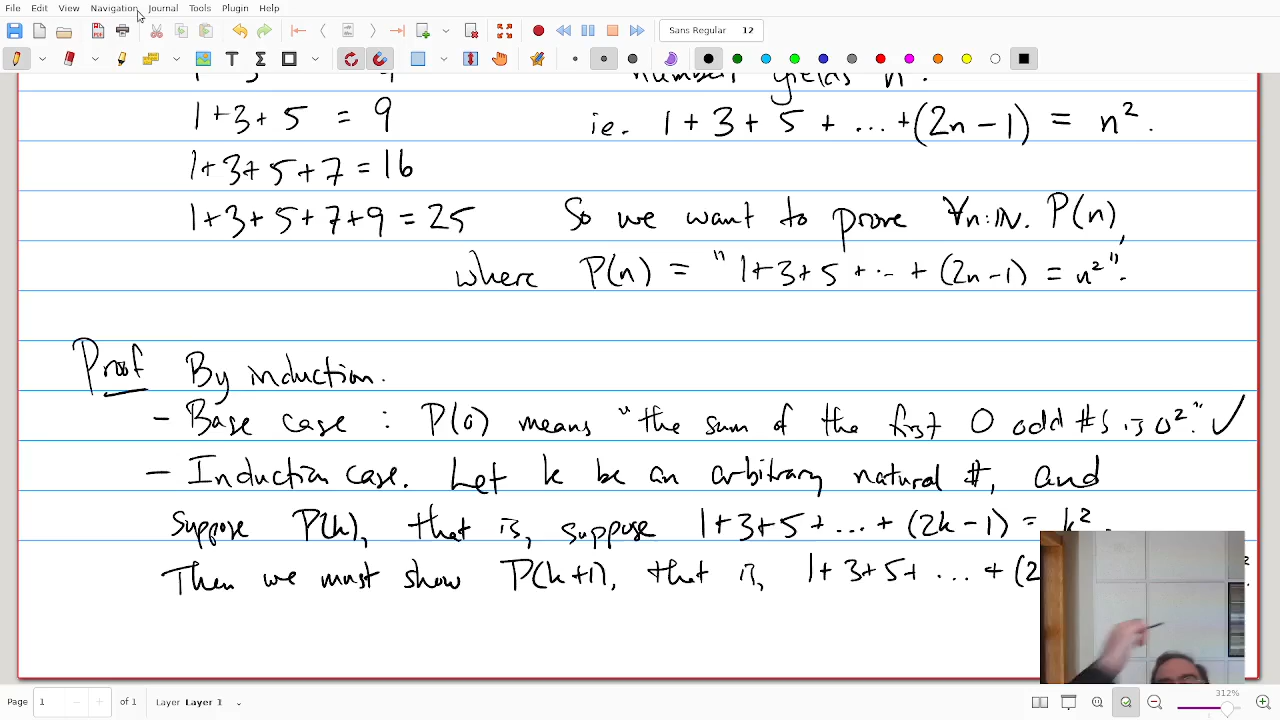 File Edit View Navigation Journal Tools Plugin Help
Sans Regular 12
number yields n².
1+3+5 = 9
i.e. 1+3+5+...+(2n-1) = n².
1+3+5+7=16
1+3+5+7+9=25
So we want to prove ∀n:ℕ. P(n),
where P(n) = "1+3+5+...+(2n-1) = n²".
Proof By induction.
- Base case: P(0) means "the sum of the first 0 odd #s is 0²." ✓
- Induction case. Let k be an arbitrary natural #, and
suppose P(k), that is, suppose 1+3+5+...+(2k-1) = k².
Then we must show P(k+1), that is, 1+3+5+...+(2
Page 1 of 1 Layer Layer 1 312%